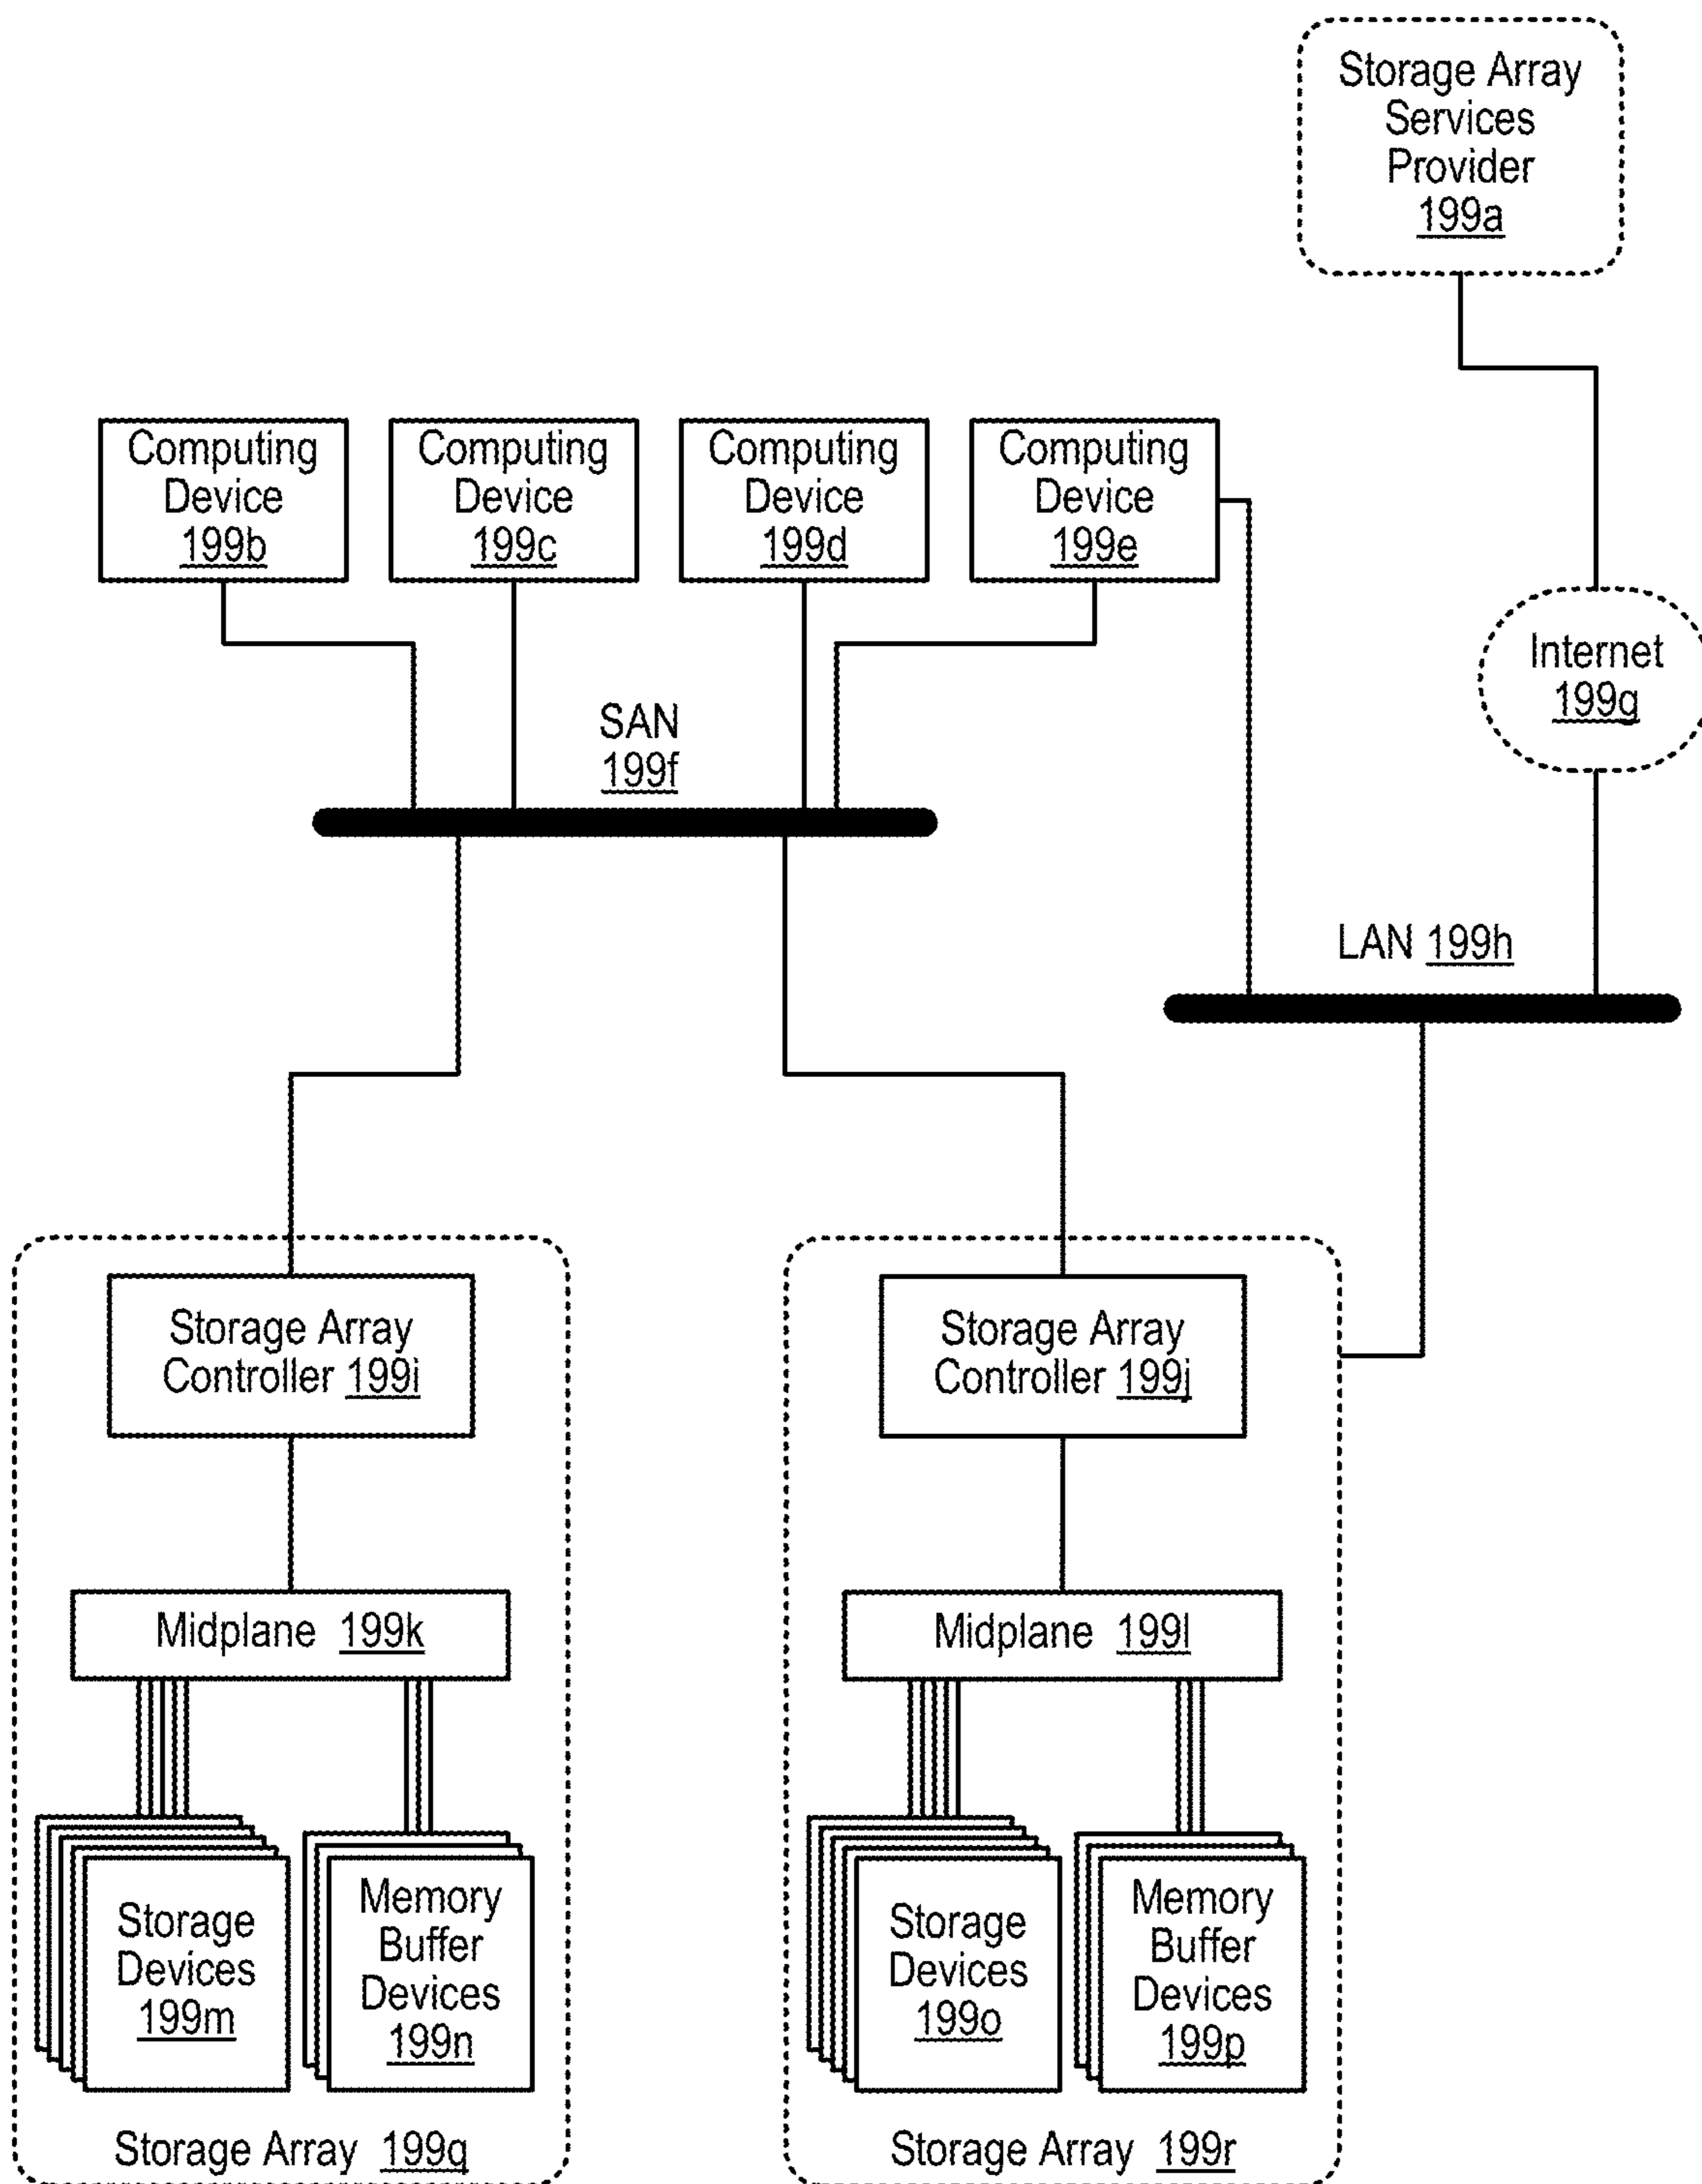 Storage Array
Services
Provider
199a
Computing
Device
199b
Computing
Device
199c
Computing
Device
199d
Computing
Device
199e
Internet
199g
SAN
199f
LAN 199h
Storage Array
Controller 199i
Storage Array
Controller 199j
Midplane 199k
Midplane 199l
Storage
Devices
199m
Memory
Buffer
Devices
199n
Storage
Devices
199o
Memory
Buffer
Devices
199p
Storage Array 199q
Storage Array 199r